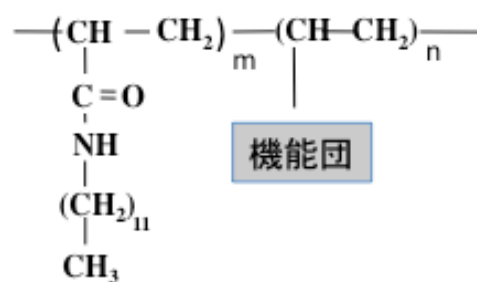 —(CH — CH₂)ₘ—(CH—CH₂)ₙ—
C=O
機能団
NH
(CH₂)₁₁
CH₃